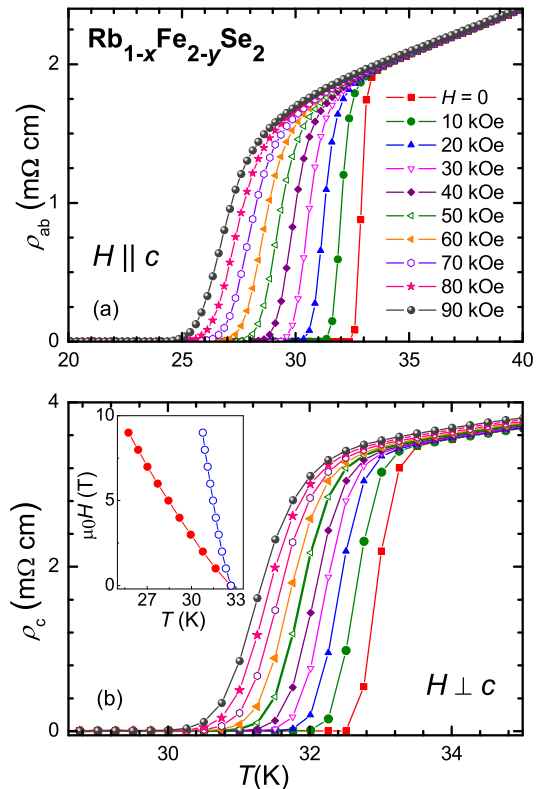 Rb1-xFe2-ySe2
H = 0
10 kOe
20 kOe
30 kOe
40 kOe
50 kOe
60 kOe
70 kOe
80 kOe
90 kOe
H || c
(a)
ρab (mΩ cm)
0
2
20
25
30
35
40
H ⊥ c
(b)
ρc (mΩ cm)
0
2
4
30
32
34
T(K)
μ0H (T)
0
5
10
27
30
33
T (K)